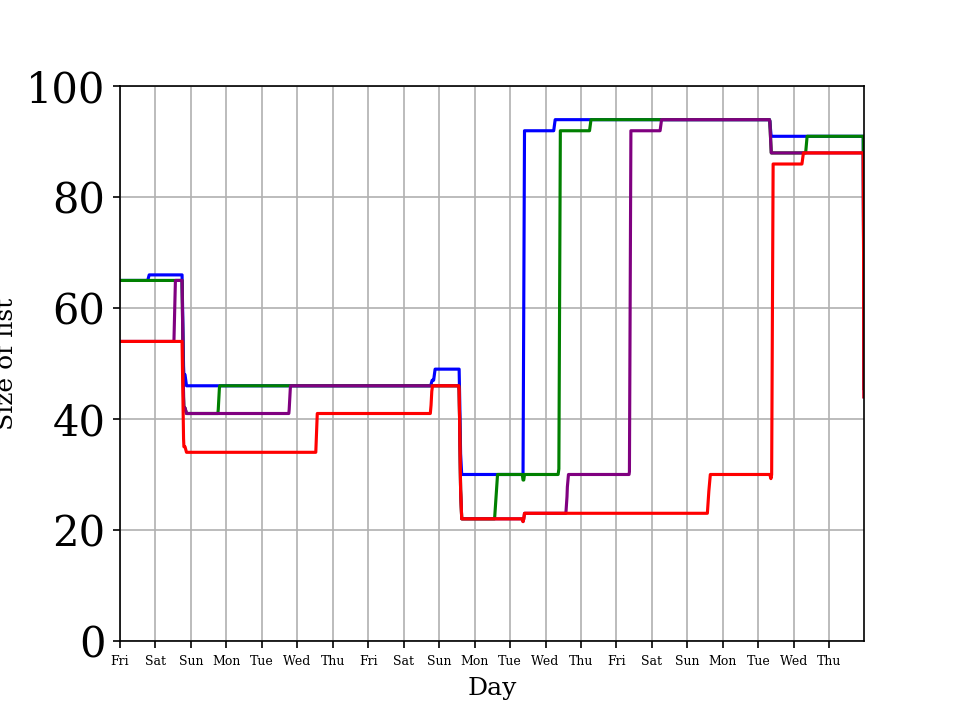 100
80
60
40
20
0
Size of list
Fri Sat Sun Mon Tue Wed Thu Fri Sat Sun Mon Tue Wed Thu Fri Sat Sun Mon Tue Wed Thu
Day